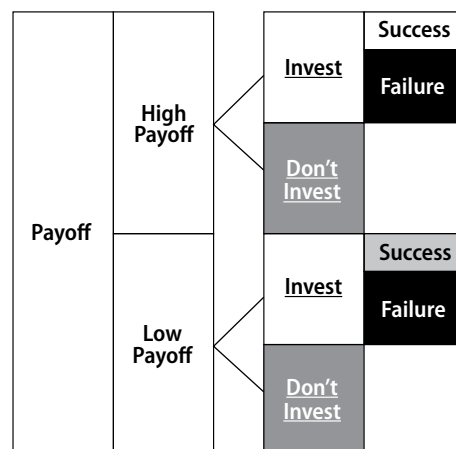 Payoff
High
Payoff
Invest
Success
Failure
Don't
Invest
Low
Payoff
Invest
Success
Failure
Don't
Invest